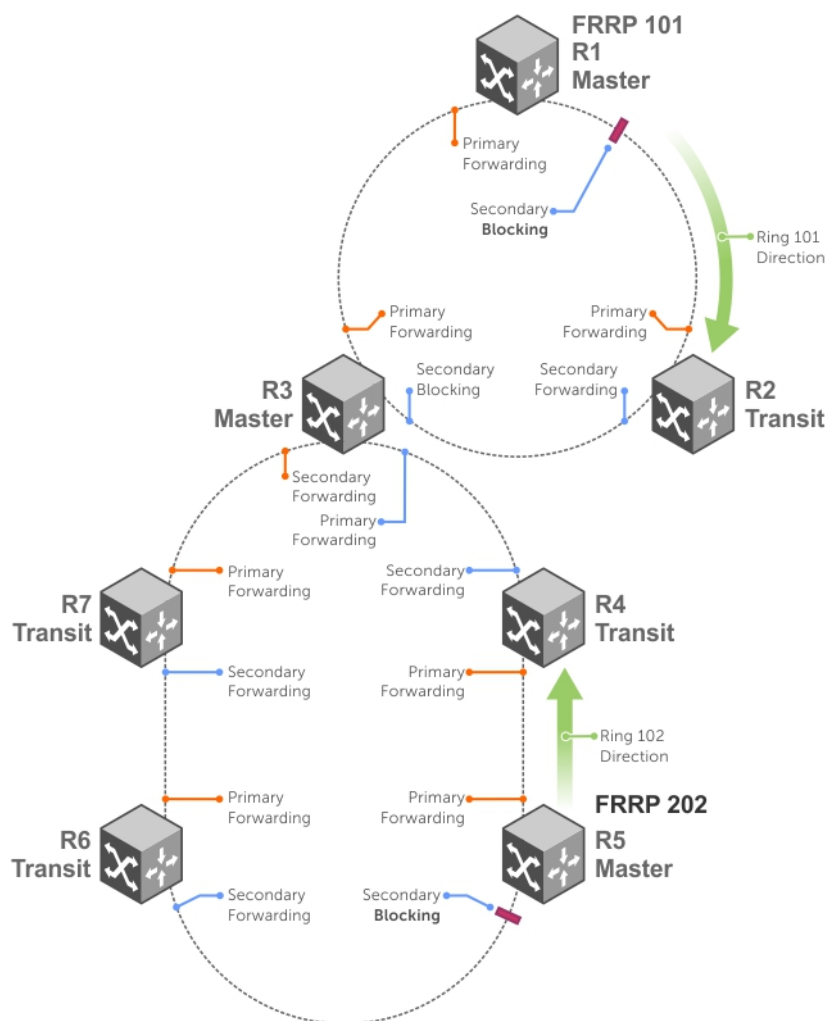 FRRP 101
R1
Master
Primary
Forwarding
Secondary
Blocking
Ring 101
Direction
Primary
Forwarding
Primary
Forwarding
R3
Master
Secondary
Blocking
Secondary
Forwarding
R2
Transit
Secondary
Forwarding
Primary
Forwarding
R7
Transit
Primary
Forwarding
Secondary
Forwarding
R4
Transit
Secondary
Forwarding
Primary
Forwarding
Ring 102
Direction
Primary
Forwarding
Primary
Forwarding
FRRP 202
R6
Transit
R5
Master
Secondary
Forwarding
Secondary
Blocking